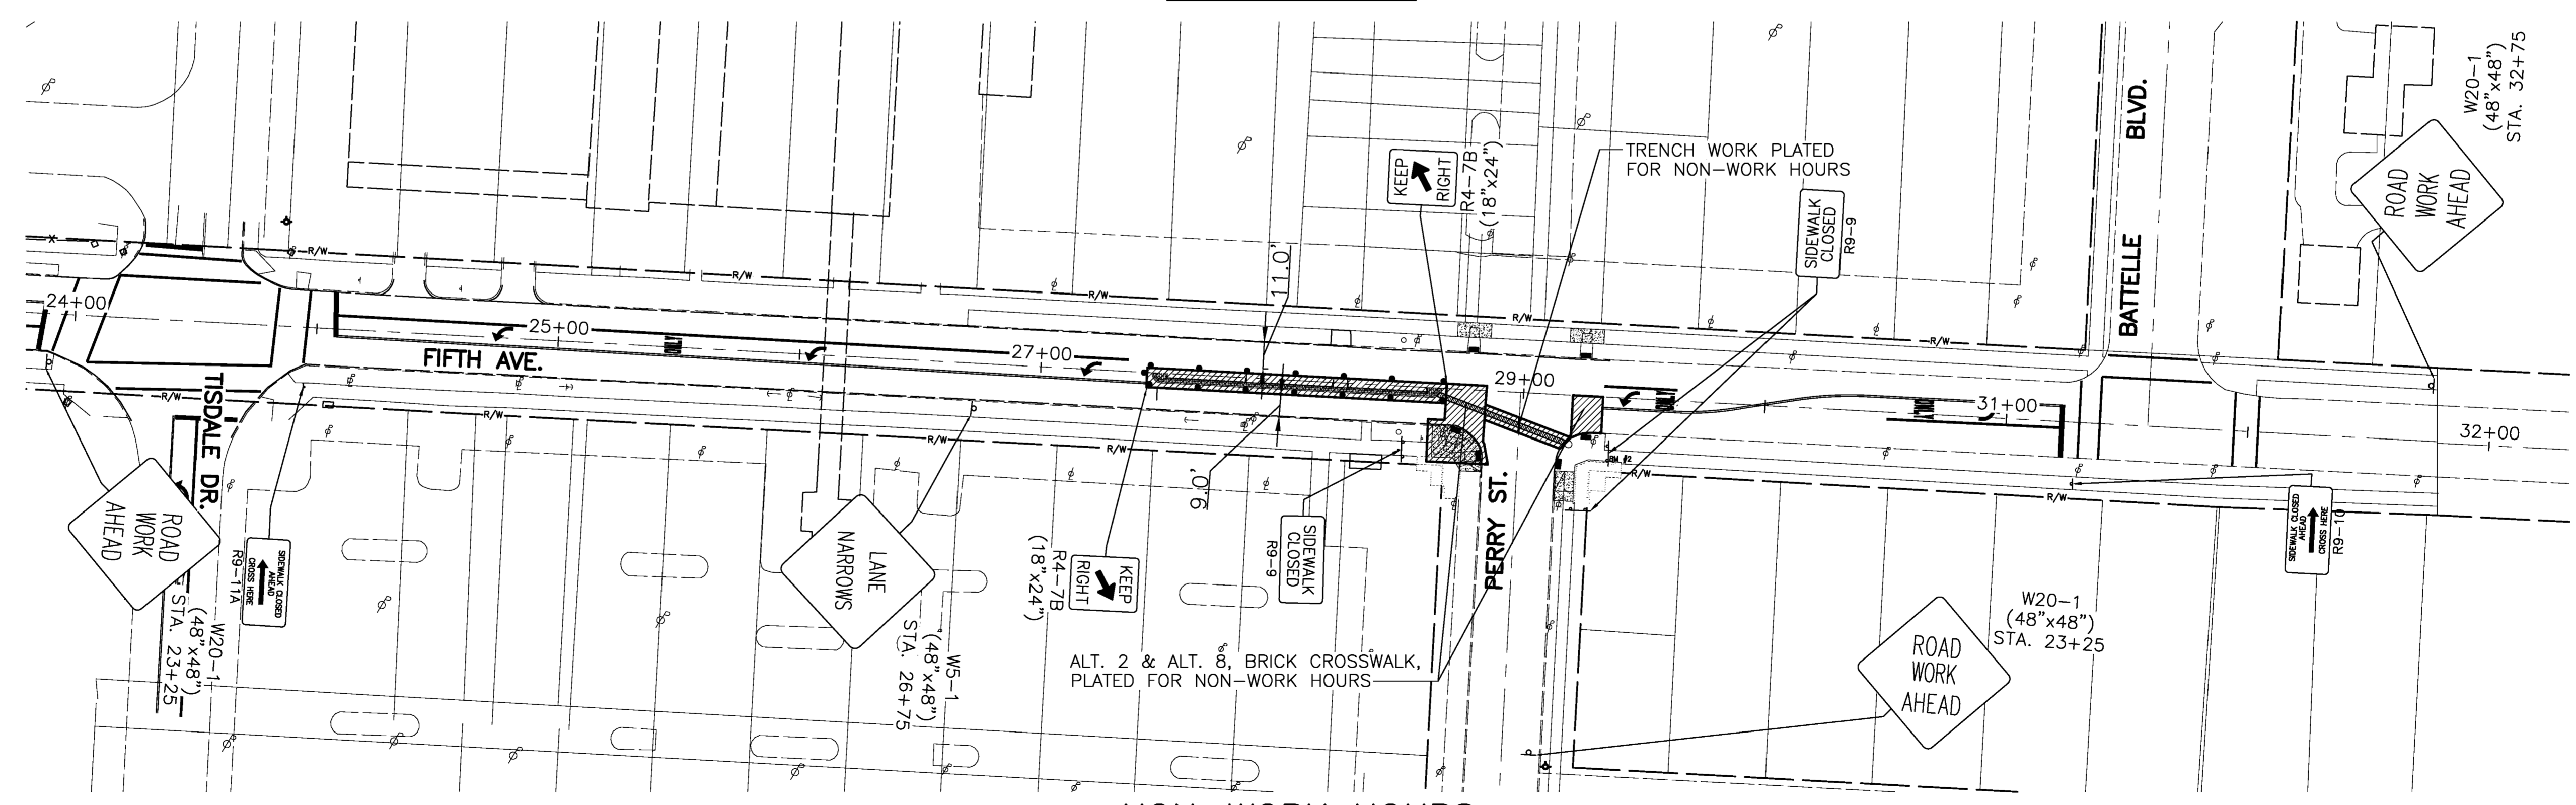 W20-1
(48"x48")
STA. 32+75
ROAD
WORK
AHEAD
BATTELLE BLVD.
TRENCH WORK PLATED
FOR NON-WORK HOURS
KEEP
RIGHT
R4-7B
(18"x24")
SIDEWALK
CLOSED
R9-9
R/W
R/W
R/W
R/W
R/W
24+00
25+00
27+00
29+00
31+00
32+00
11.0'
9.0'
ONLY
ONLY
ONLY
FIFTH AVE.
TISDALE DR.
PERRY ST.
R/W
R/W
R/W
R/W
R/W
R/W
BM #2
ROAD
WORK
AHEAD
W20-1
(48"x48")
STA. 23+25
SIDEWALK CLOSED
AHEAD
CROSS HERE
R9-11A
LANE
NARROWS
W5-1
(48"x48")
STA. 26+75
KEEP
RIGHT
R4-7B
(18"x24")
SIDEWALK
CLOSED
R9-9
ALT. 2 & ALT. 8, BRICK CROSSWALK,
PLATED FOR NON-WORK HOURS
ROAD
WORK
AHEAD
W20-1
(48"x48")
STA. 23+25
SIDEWALK CLOSED
AHEAD
CROSS HERE
R9-10